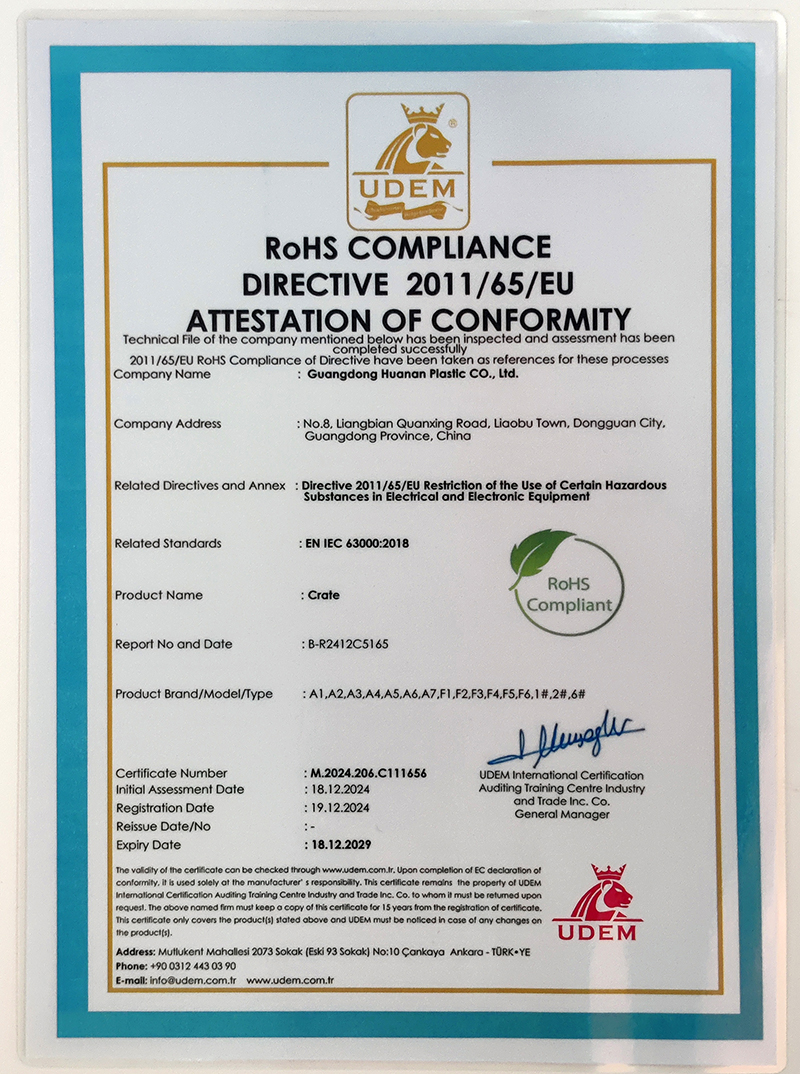 UDEM
®
RoHS COMPLIANCE
DIRECTIVE 2011/65/EU
ATTESTATION OF CONFORMITY
Technical File of the company mentioned below has been inspected and assessment has been
completed successfully
2011/65/EU RoHS Compliance of Directive have been taken as references for these processes
Company Name : Guangdong Huanan Plastic CO., Ltd.
Company Address : No.8, Liangbian Quanxing Road, Liaobu Town, Dongguan City,
Guangdong Province, China
Related Directives and Annex : Directive 2011/65/EU Restriction of the Use of Certain Hazardous
Substances in Electrical and Electronic Equipment
Related Standards : EN IEC 63000:2018
RoHS
Compliant
Product Name : Crate
Report No and Date : B-R2412C5165
Product Brand/Model/Type : A1,A2,A3,A4,A5,A6,A7,F1,F2,F3,F4,F5,F6,1#,2#,6#
Certificate Number : M.2024.206.C111656
Initial Assessment Date : 18.12.2024
Registration Date : 19.12.2024
Reissue Date/No : -
Expiry Date : 18.12.2029
UDEM International Certification
Auditing Training Centre Industry
and Trade Inc. Co.
General Manager
The validity of the certificate can be checked through www.udem.com.tr. Upon completion of EC declaration of
conformity, it is used solely at the manufacturer' s responsibility. This certificate remains the property of UDEM
International Certification Auditing Training Centre Industry and Trade Inc. Co. to whom it must be returned upon
request. The above named firm must keep a copy of this certificate for 15 years from the registration of certificate.
This certificate only covers the product(s) stated above and UDEM must be noticed in case of any changes on
the product(s).
UDEM
Address: Mutlukent Mahallesi 2073 Sokak (Eski 93 Sokak) No:10 Çankaya Ankara - TÜRK•YE
Phone: +90 0312 443 03 90
E-mail: info@udem.com.tr www.udem.com.tr